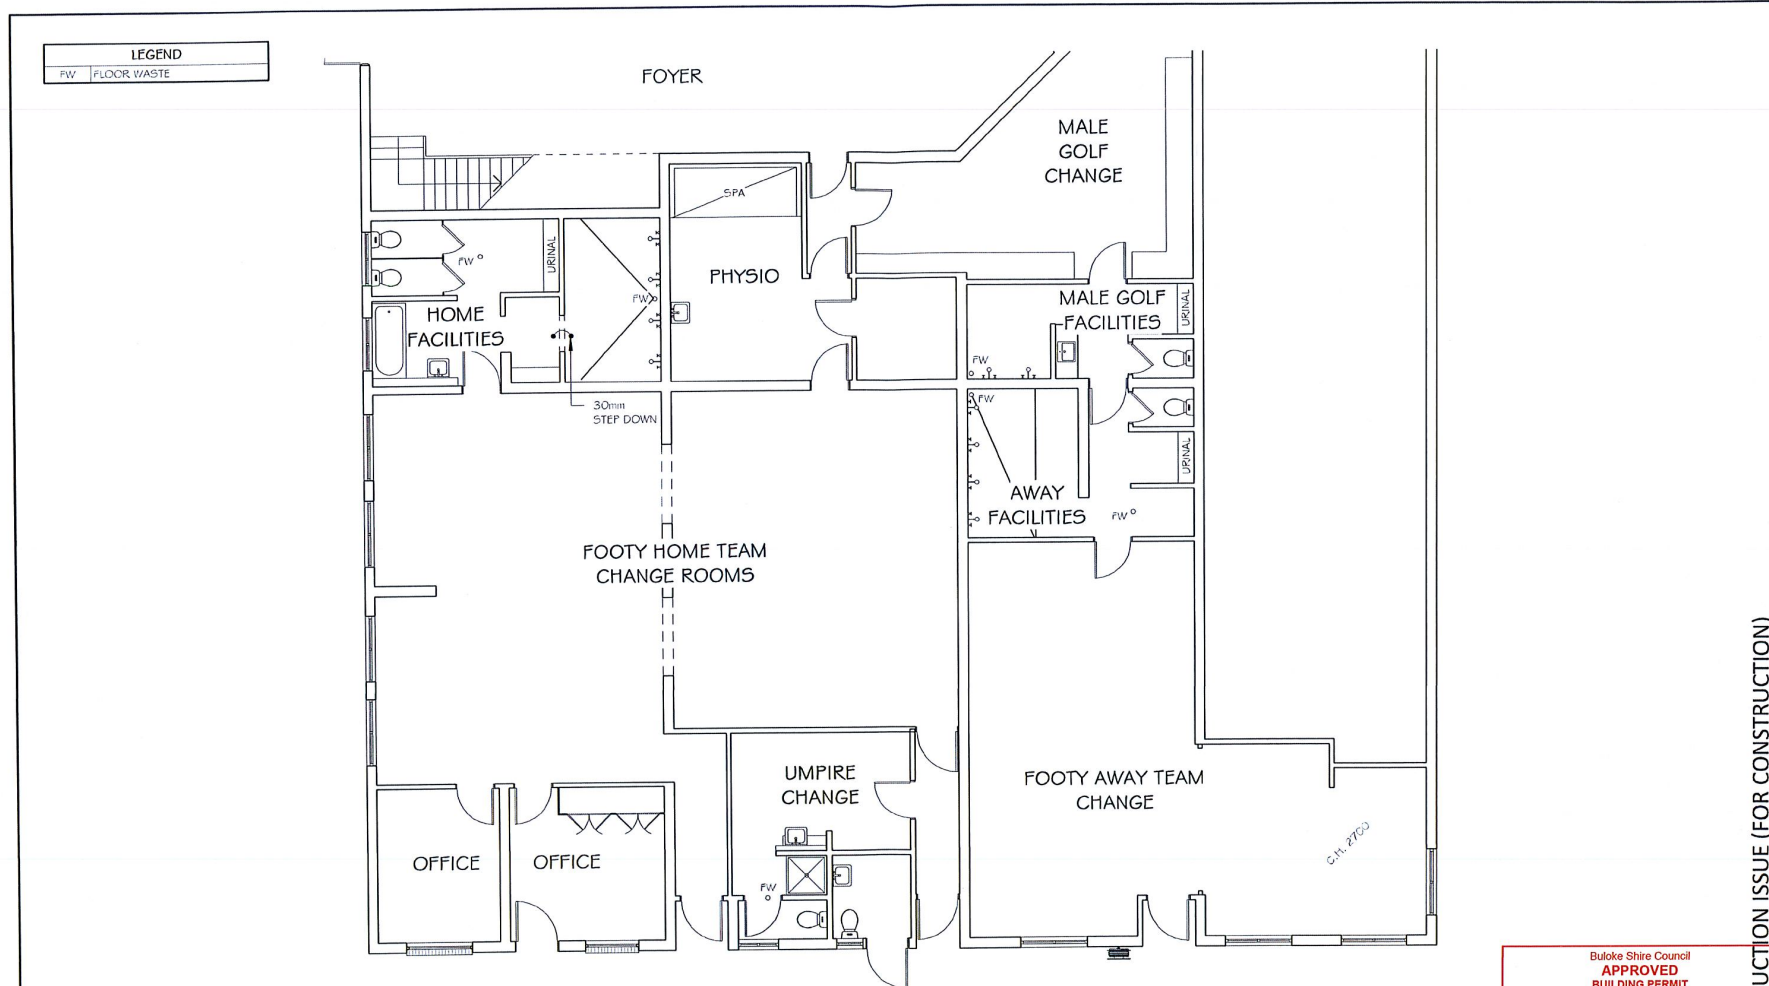 LEGEND
FW FLOOR WASTE
FOYER
MALE
GOLF
CHANGE
SPA
URINAL
FW
PHYSIO
FW
HOME
FACILITIES
MALE GOLF
FACILITIES
URINAL
FW
30mm
STEP DOWN
FW
URINAL
AWAY
FACILITIES
FW
FOOTY HOME TEAM
CHANGE ROOMS
UMPIRE
CHANGE
FOOTY AWAY TEAM
CHANGE
C.H. 2700
OFFICE
OFFICE
FW
UCTION ISSUE (FOR CONSTRUCTION)
Buloke Shire Council
APPROVED
BUILDING PERMIT